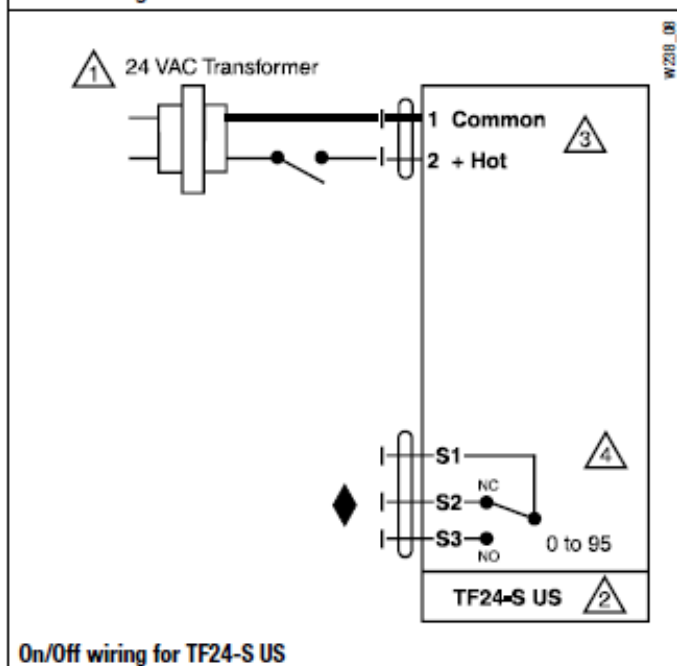 W238_08
1 24 VAC Transformer
1 Common
3
2 + Hot
S1
4
NC
S2
S3
0 to 95
NO
TF24-S US 2
On/Off wiring for TF24-S US